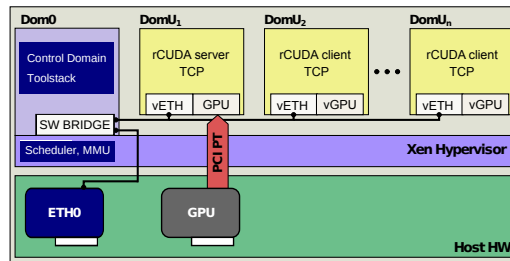 Dom0
DomU1
DomU2
DomUn
Control Domain
Toolstack
rCUDA server
TCP
rCUDA client
TCP
rCUDA client
TCP
vETH
GPU
vETH
vGPU
vETH
vGPU
SW BRIDGE
Scheduler, MMU
PCI PT
Xen Hypervisor
ETH0
GPU
Host HW